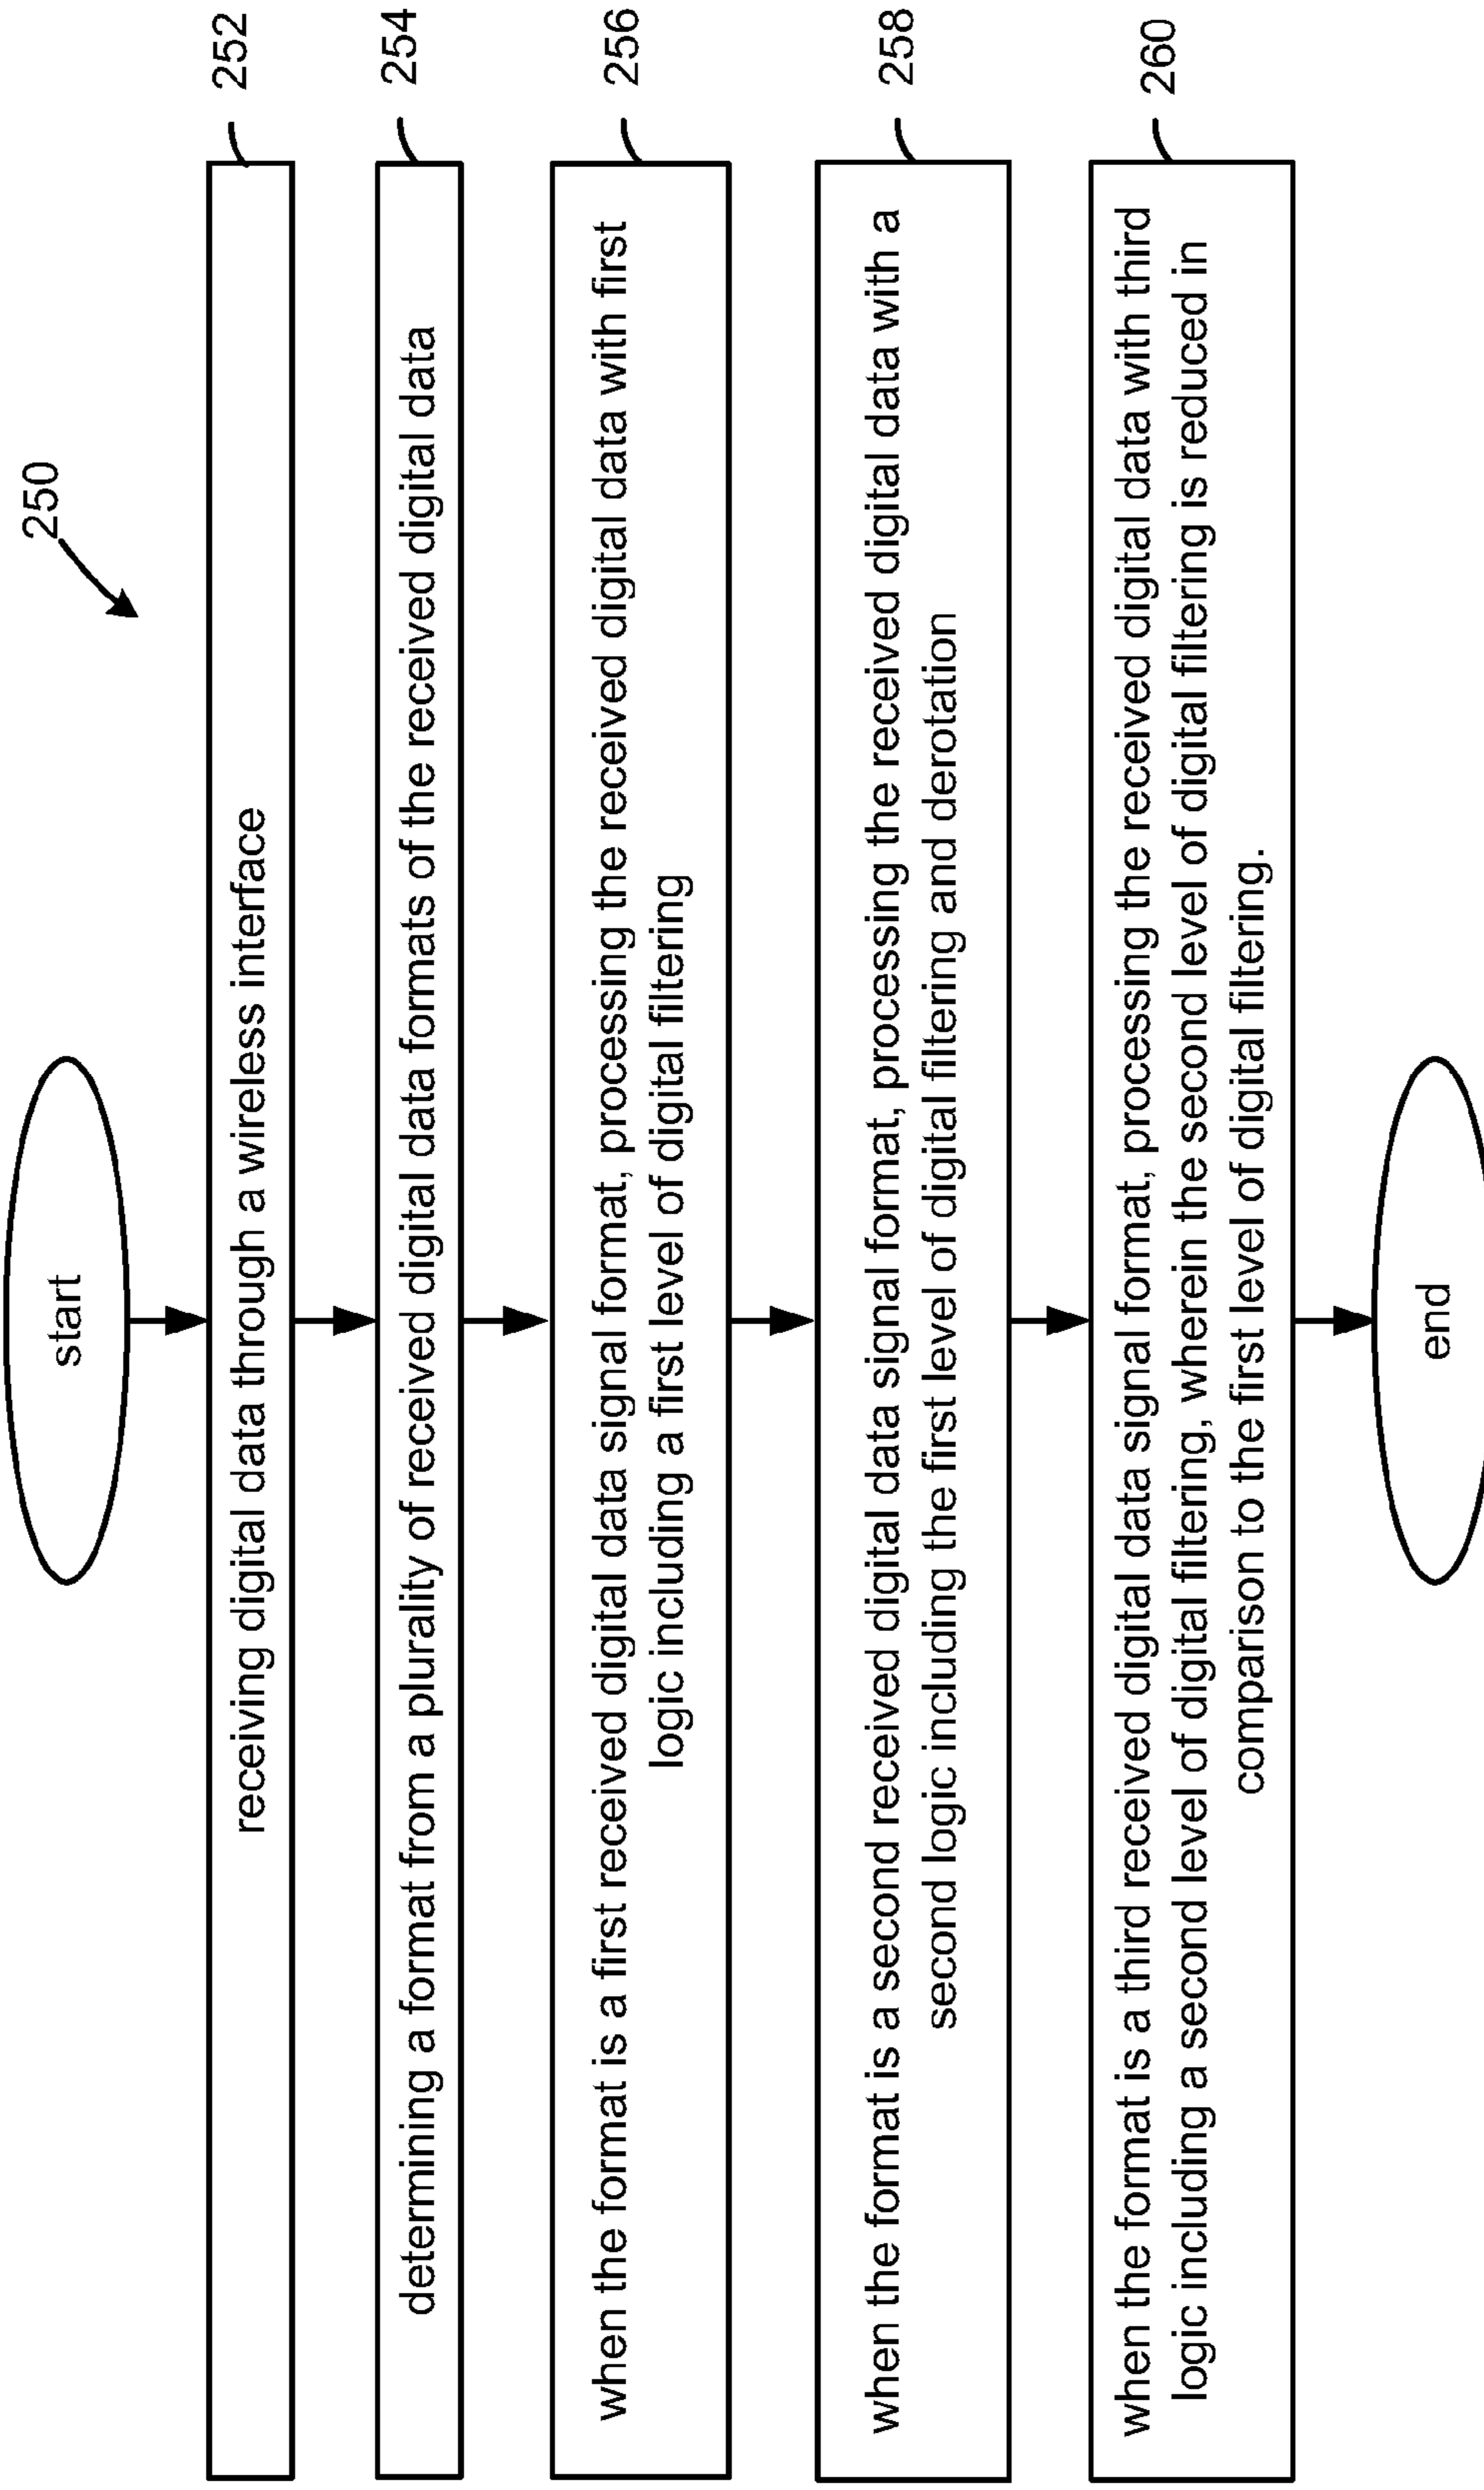 250
start
receiving digital data through a wireless interface
252
determining a format from a plurality of received digital data formats of the received digital data
254
when the format is a first received digital data signal format, processing the received digital data with first
logic including a first level of digital filtering
256
when the format is a second received digital data signal format, processing the received digital data with a
second logic including the first level of digital filtering and derotation
258
when the format is a third received digital data signal format, processing the received digital data with third
logic including a second level of digital filtering, wherein the second level of digital filtering is reduced in
comparison to the first level of digital filtering.
260
end